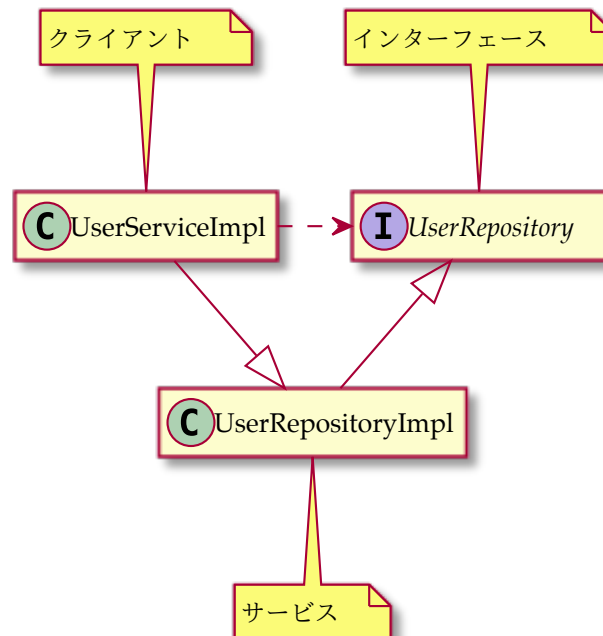 クライアント
インターフェース
C UserServiceImpl
I UserRepository
C UserRepositoryImpl
サービス